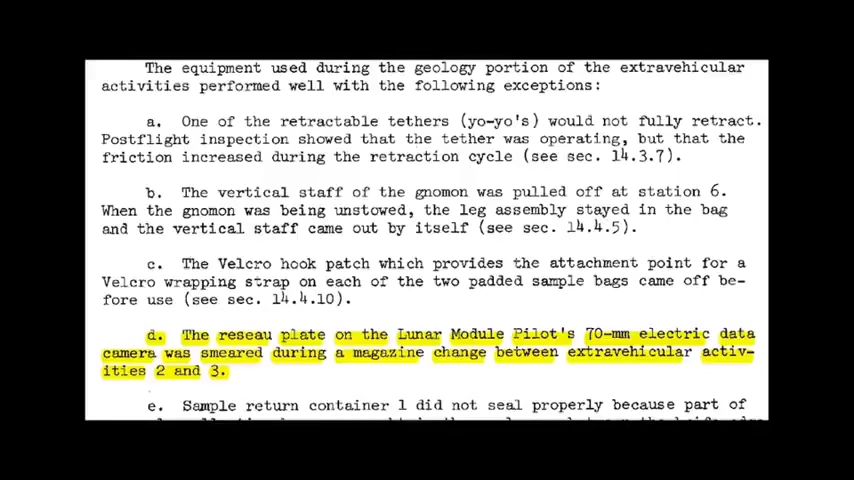 The equipment used during the geology portion of the extravehicular
activities performed well with the following exceptions:
a. One of the retractable tethers (yo-yo's) would not fully retract.
Postflight inspection showed that the tether was operating, but that the
friction increased during the retraction cycle (see sec. 14.3.7).
b. The vertical staff of the gnomon was pulled off at station 6.
When the gnomon was being unstowed, the leg assembly stayed in the bag
and the vertical staff came out by itself (see sec. 14.4.5).
c. The Velcro hook patch which provides the attachment point for a
Velcro wrapping strap on each of the two padded sample bags came off be-
fore use (see sec. 14.4.10).
d. The reseau plate on the Lunar Module Pilot's 70-mm electric data
camera was smeared during a magazine change between extravehicular activ-
ities 2 and 3.
e. Sample return container 1 did not seal properly because part of